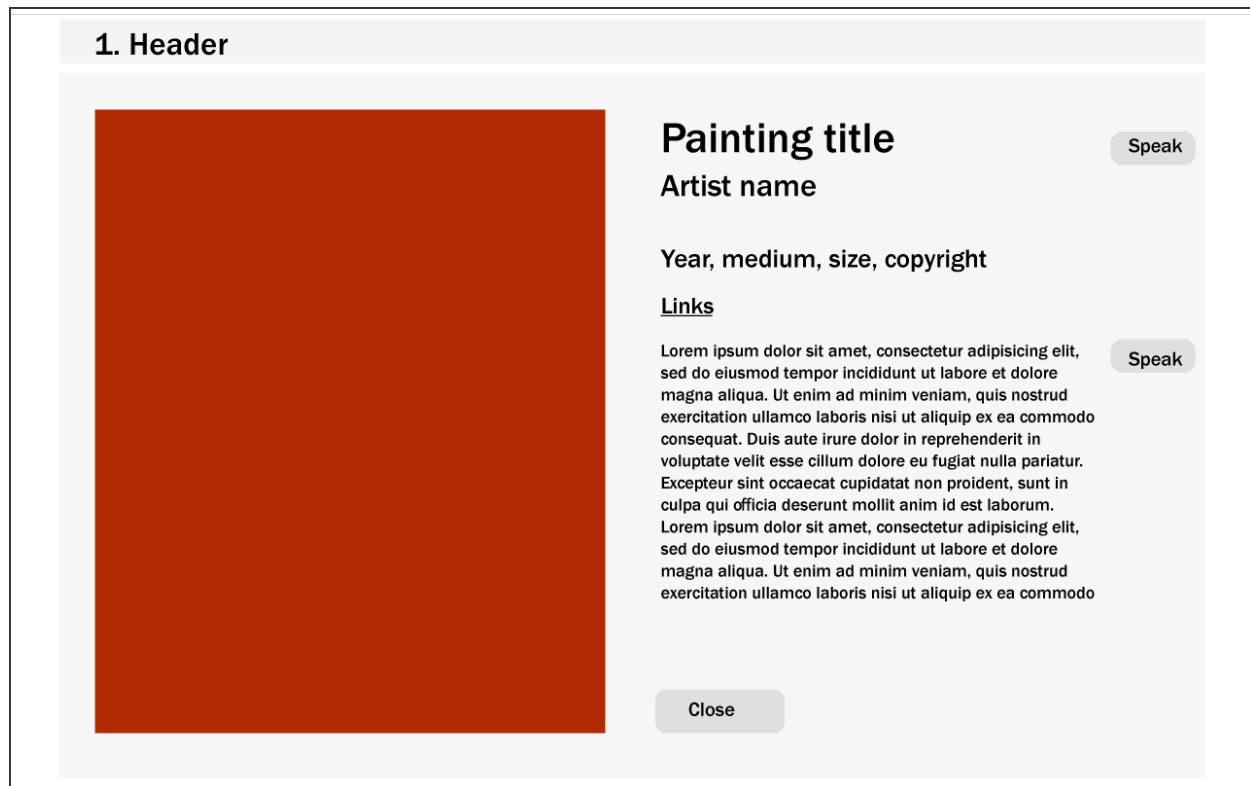 1. Header
Painting title
Speak
Artist name
Year, medium, size, copyright
Links
Lorem ipsum dolor sit amet, consectetur adipisicing elit,
Speak
sed do eiusmod tempor incididunt ut labore et dolore
magna aliqua. Ut enim ad minim veniam, quis nostrud
exercitation ullamco laboris nisi ut aliquip ex ea commodo
consequat. Duis aute irure dolor in reprehenderit in
voluptate velit esse cillum dolore eu fugiat nulla pariatur.
Excepteur sint occaecat cupidatat non proident, sunt in
culpa qui officia deserunt mollit anim id est laborum.
Lorem ipsum dolor sit amet, consectetur adipisicing elit,
sed do eiusmod tempor incididunt ut labore et dolore
magna aliqua. Ut enim ad minim veniam, quis nostrud
exercitation ullamco laboris nisi ut aliquip ex ea commodo
Close